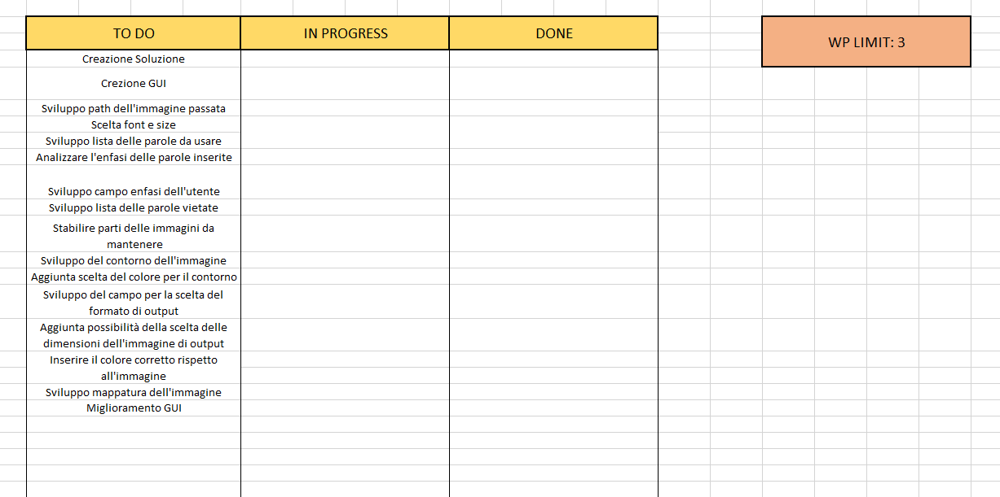 TO DO
IN PROGRESS
DONE
WP LIMIT: 3
Creazione Soluzione
Crezione GUI
Sviluppo path dell'immagine passata
Scelta font e size
Sviluppo lista delle parole da usare
Analizzare l'enfasi delle parole inserite
Sviluppo campo enfasi dell'utente
Sviluppo lista delle parole vietate
Stabilire parti delle immagini da
mantenere
Sviluppo del contorno dell'immagine
Aggiunta scelta del colore per il contorno
Sviluppo del campo per la scelta del
formato di output
Aggiunta possibilità della scelta delle
dimensioni dell'immagine di output
Inserire il colore corretto rispetto
all'immagine
Sviluppo mappatura dell'immagine
Miglioramento GUI